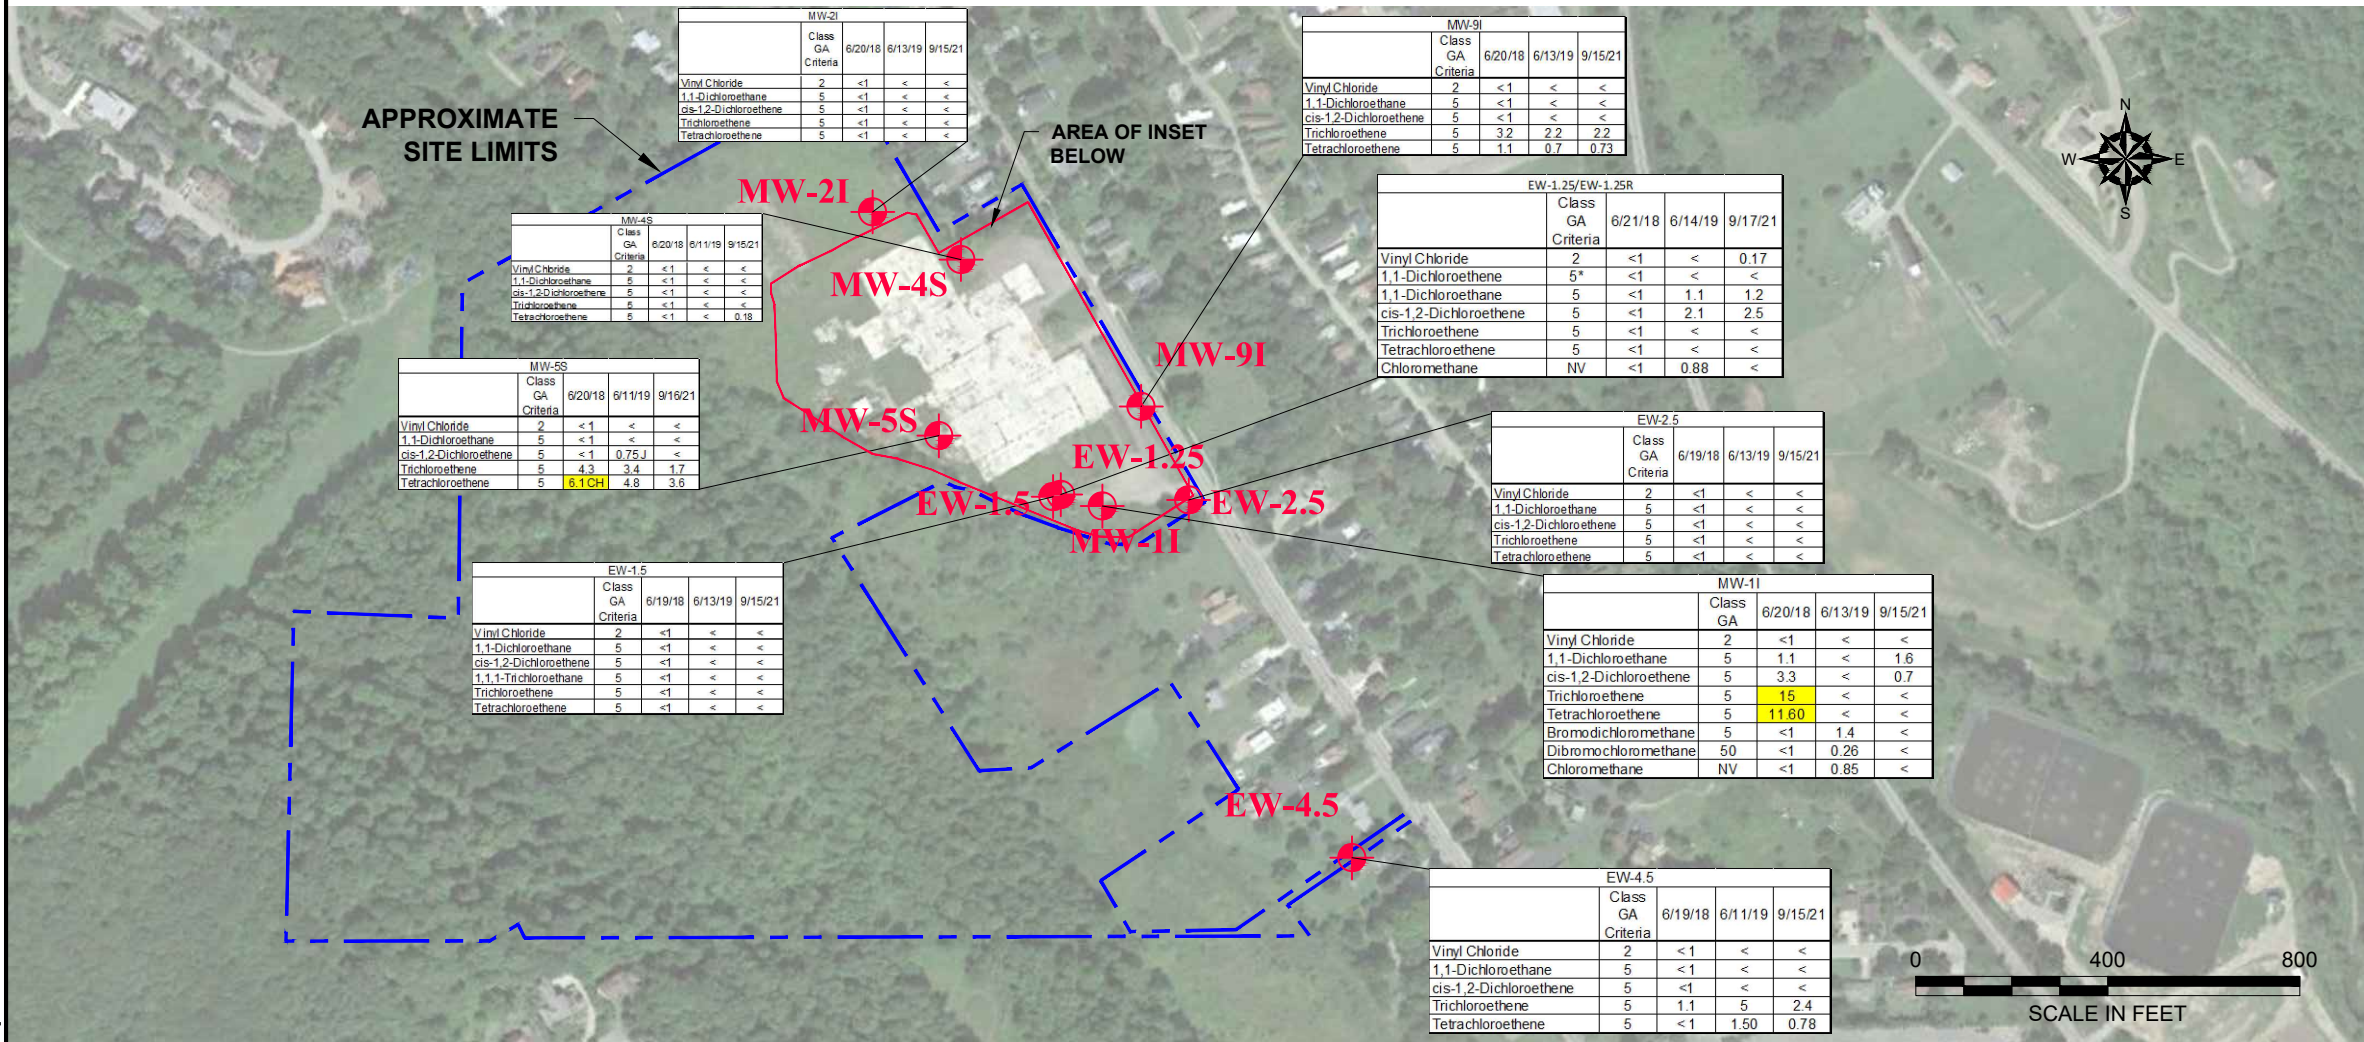 MW-2I
Class GA Criteria 6/20/18 6/13/19 9/15/21
Vinyl Chloride 2 <1 < <
1,1-Dichloroethane 5 <1 < <
cis-1,2-Dichloroethene 5 <1 < <
Trichloroethene 5 <1 < <
Tetrachloroethene 5 <1 < <
MW-9I
Class GA Criteria 6/20/18 6/13/19 9/15/21
Vinyl Chloride 2 <1 < <
1,1-Dichloroethane 5 <1 < <
cis-1,2-Dichloroethene 5 <1 < <
Trichloroethene 5 3.2 2.2 2.2
Tetrachloroethene 5 1.1 0.7 0.73
APPROXIMATE
SITE LIMITS
AREA OF INSET
BELOW
N
W E
S
MW-2I
EW-1.25/EW-1.25R
Class GA Criteria 6/21/18 6/14/19 9/17/21
Vinyl Chloride 2 <1 < 0.17
1,1-Dichloroethene 5* <1 < <
1,1-Dichloroethane 5 <1 1.1 1.2
cis-1,2-Dichloroethene 5 <1 2.1 2.5
Trichloroethene 5 <1 < <
Tetrachloroethene 5 <1 < <
Chloromethane NV <1 0.88 <
MW-4S
Class GA Criteria 6/20/18 6/11/19 9/15/21
Vinyl Chloride 2 <1 < <
1,1-Dichloroethane 5 <1 < <
cis-1,2-Dichloroethene 5 <1 < <
Trichloroethene 5 <1 < <
Tetrachloroethene 5 <1 < 0.18
MW-4S
MW-9I
MW-5S
Class GA Criteria 6/20/18 6/11/19 9/16/21
Vinyl Chloride 2 <1 < <
1,1-Dichloroethane 5 <1 < <
cis-1,2-Dichloroethene 5 <1 0.75 J <
Trichloroethene 5 4.3 3.4 1.7
Tetrachloroethene 5 6.1 CH 4.8 3.6
MW-5S
EW-1.25
EW-1.5
EW-2.5
MW-1I
EW-2.5
Class GA Criteria 6/19/18 6/13/19 9/15/21
Vinyl Chloride 2 <1 < <
1,1-Dichloroethane 5 <1 < <
cis-1,2-Dichloroethene 5 <1 < <
Trichloroethene 5 <1 < <
Tetrachloroethene 5 <1 < <
EW-1.5
Class GA Criteria 6/19/18 6/13/19 9/15/21
Vinyl Chloride 2 <1 < <
1,1-Dichloroethane 5 <1 < <
cis-1,2-Dichloroethene 5 <1 < <
1,1,1-Trichloroethane 5 <1 < <
Trichloroethene 5 <1 < <
Tetrachloroethene 5 <1 < <
MW-1I
Class GA 6/20/18 6/13/19 9/15/21
Vinyl Chloride 2 <1 < <
1,1-Dichloroethane 5 1.1 < 1.6
cis-1,2-Dichloroethene 5 3.3 < 0.7
Trichloroethene 5 15 < <
Tetrachloroethene 5 11.60 < <
Bromodichloromethane 5 <1 1.4 <
Dibromochloromethane 50 <1 0.26 <
Chloromethane NV <1 0.85 <
EW-4.5
EW-4.5
Class GA Criteria 6/19/18 6/11/19 9/15/21
Vinyl Chloride 2 <1 < <
1,1-Dichloroethane 5 <1 < <
cis-1,2-Dichloroethene 5 <1 < <
Trichloroethene 5 1.1 5 2.4
Tetrachloroethene 5 <1 1.50 0.78
0 400 800
SCALE IN FEET